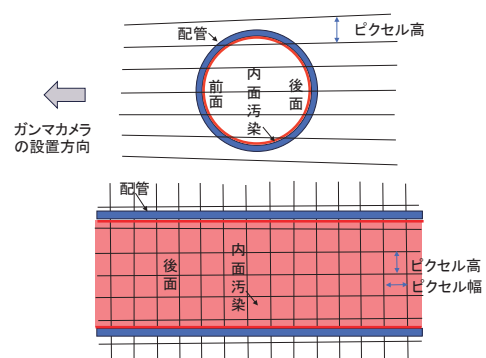 配管
ピクセル高
前面
内面汚染
後面
ガンマカメラ
の設置方向
配管
後面
内面汚染
ピクセル高
ピクセル幅